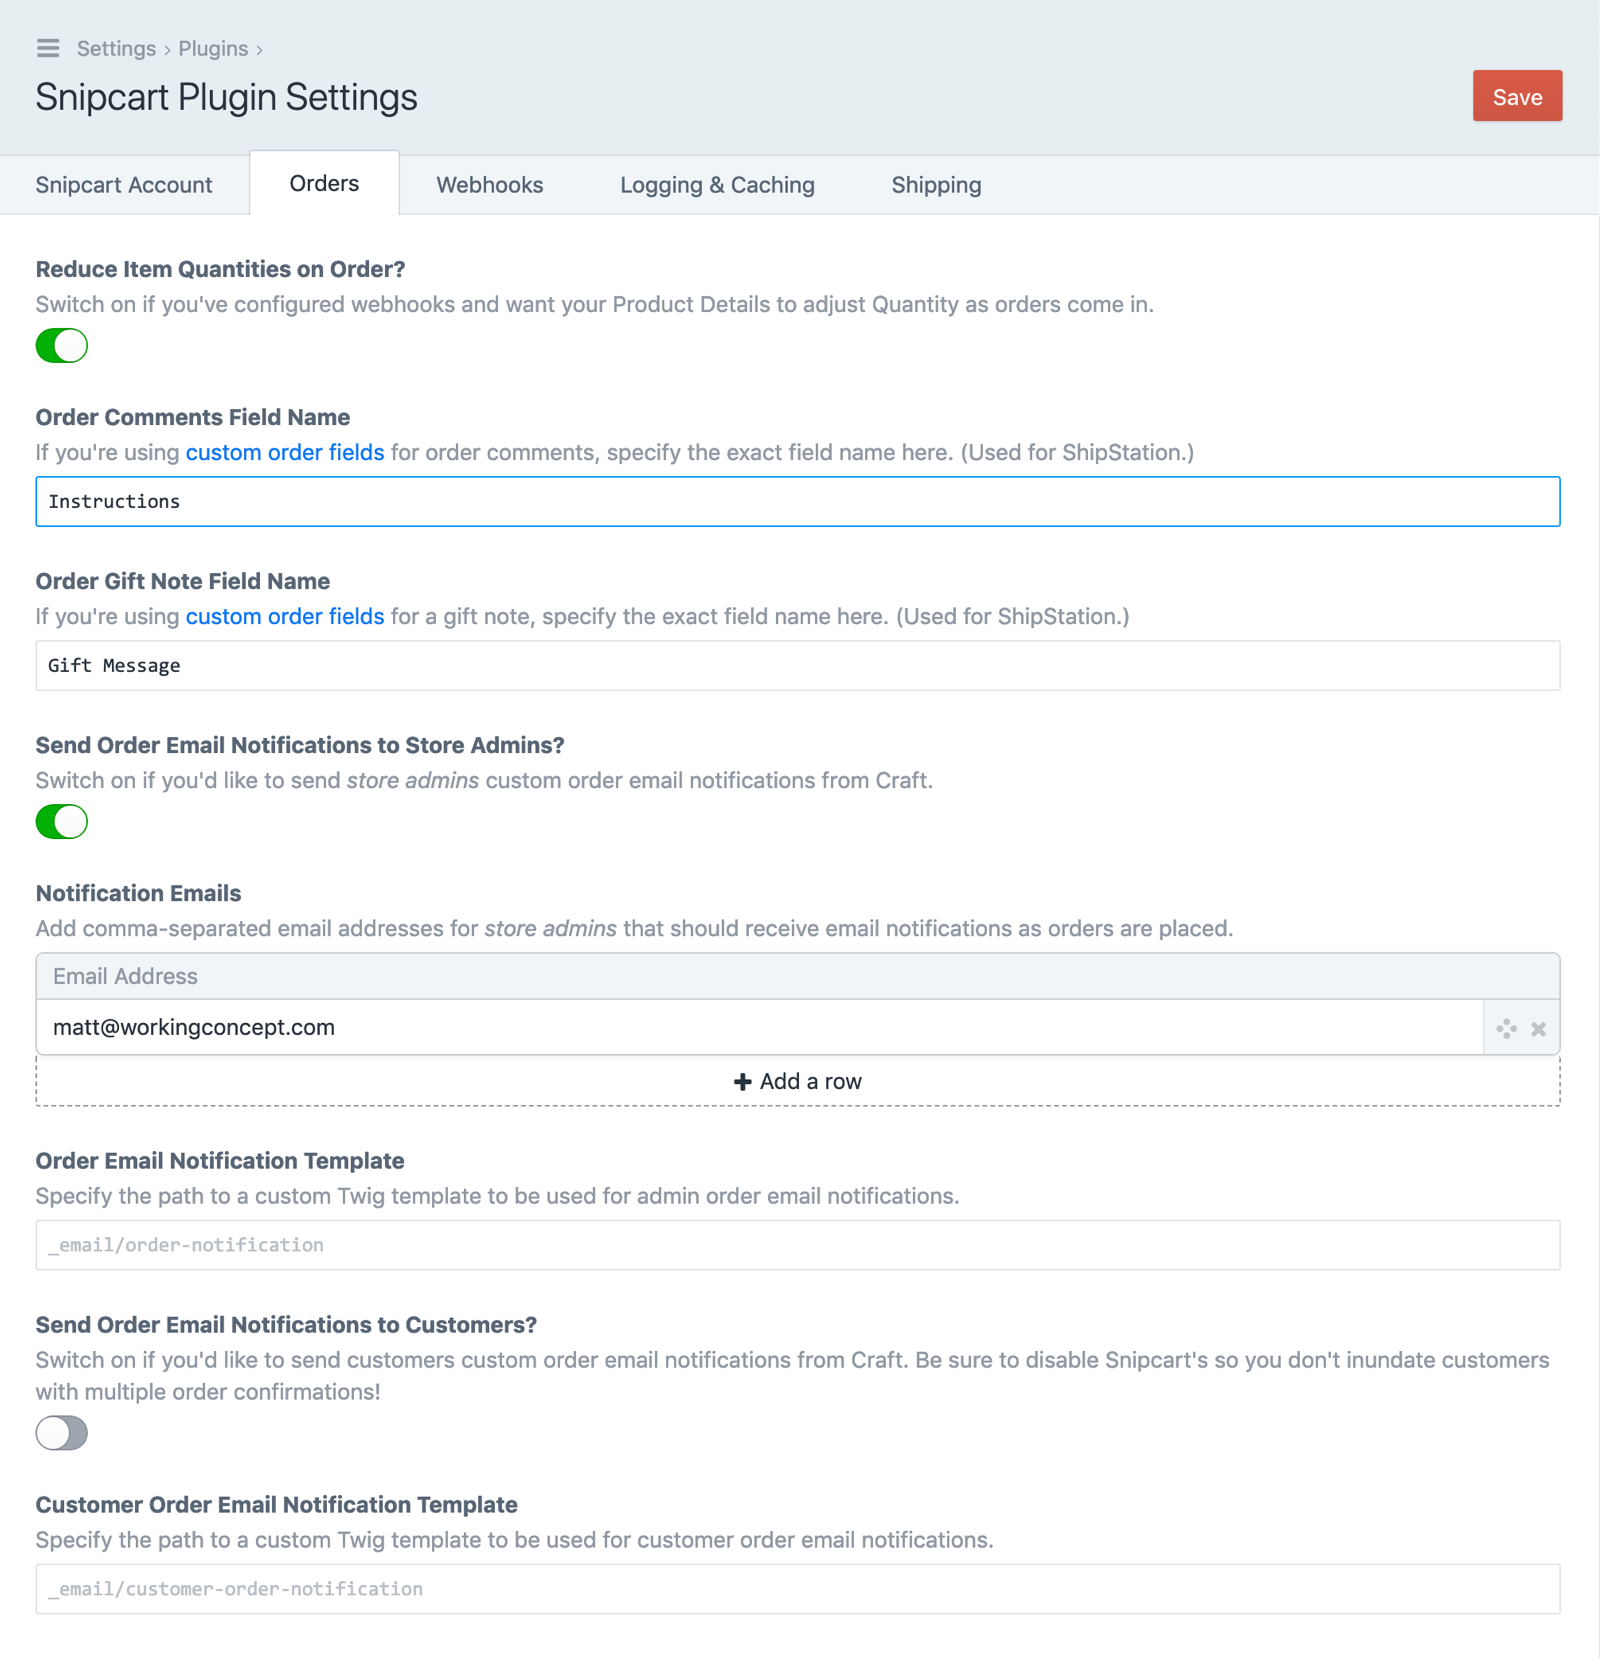 Settings › Plugins ›
Snipcart Plugin Settings
Save
Snipcart Account
Orders
Webhooks
Logging & Caching
Shipping
Reduce Item Quantities on Order?
Switch on if you've configured webhooks and want your Product Details to adjust Quantity as orders come in.
Order Comments Field Name
If you're using custom order fields for order comments, specify the exact field name here. (Used for ShipStation.)
Instructions
Order Gift Note Field Name
If you're using custom order fields for a gift note, specify the exact field name here. (Used for ShipStation.)
Gift Message
Send Order Email Notifications to Store Admins?
Switch on if you'd like to send store admins custom order email notifications from Craft.
Notification Emails
Add comma-separated email addresses for store admins that should receive email notifications as orders are placed.
Email Address
matt@workingconcept.com
Add a row
Order Email Notification Template
Specify the path to a custom Twig template to be used for admin order email notifications.
_email/order-notification
Send Order Email Notifications to Customers?
Switch on if you'd like to send customers custom order email notifications from Craft. Be sure to disable Snipcart's so you don't inundate customers
with multiple order confirmations!
Customer Order Email Notification Template
Specify the path to a custom Twig template to be used for customer order email notifications.
_email/customer-order-notification